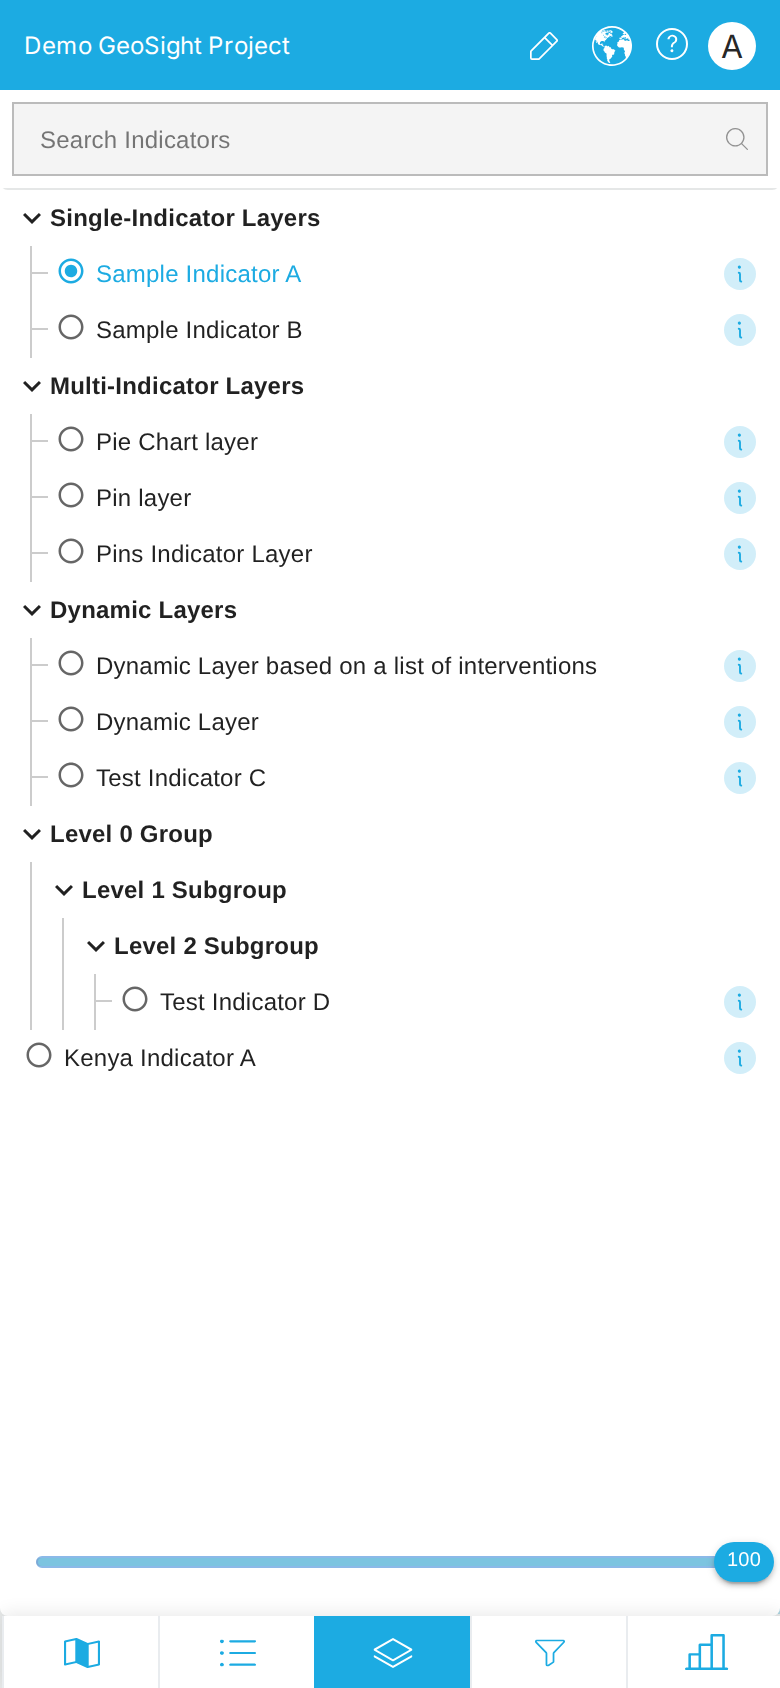 Demo GeoSight Project
A
Search Indicators
Single-Indicator Layers
Sample Indicator A
Sample Indicator B
Multi-Indicator Layers
Pie Chart layer
Pin layer
Pins Indicator Layer
Dynamic Layers
Dynamic Layer based on a list of interventions
Dynamic Layer
Test Indicator C
Level 0 Group
Level 1 Subgroup
Level 2 Subgroup
Test Indicator D
Kenya Indicator A
100